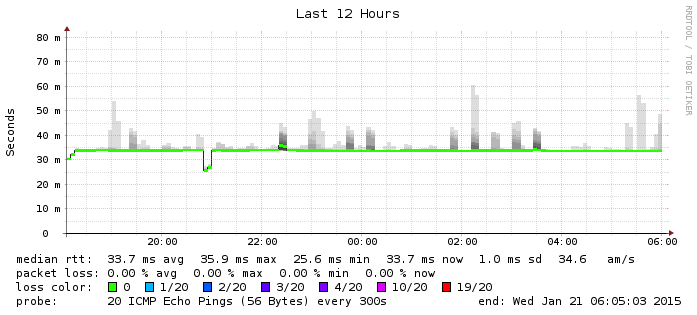 Last 12 Hours
RRDTOOL / TOBI OETIKER
Seconds
80 m
70 m
60 m
50 m
40 m
30 m
20 m
10 m
0
20:00 22:00 00:00 02:00 04:00 06:00
median rtt: 33.7 ms avg 35.9 ms max 25.6 ms min 33.7 ms now 1.0 ms sd 34.6 am/s
packet loss: 0.00 % avg 0.00 % max 0.00 % min 0.00 % now
loss color: 0 1/20 2/20 3/20 4/20 10/20 19/20
probe: 20 ICMP Echo Pings (56 Bytes) every 300s end: Wed Jan 21 06:05:03 2015